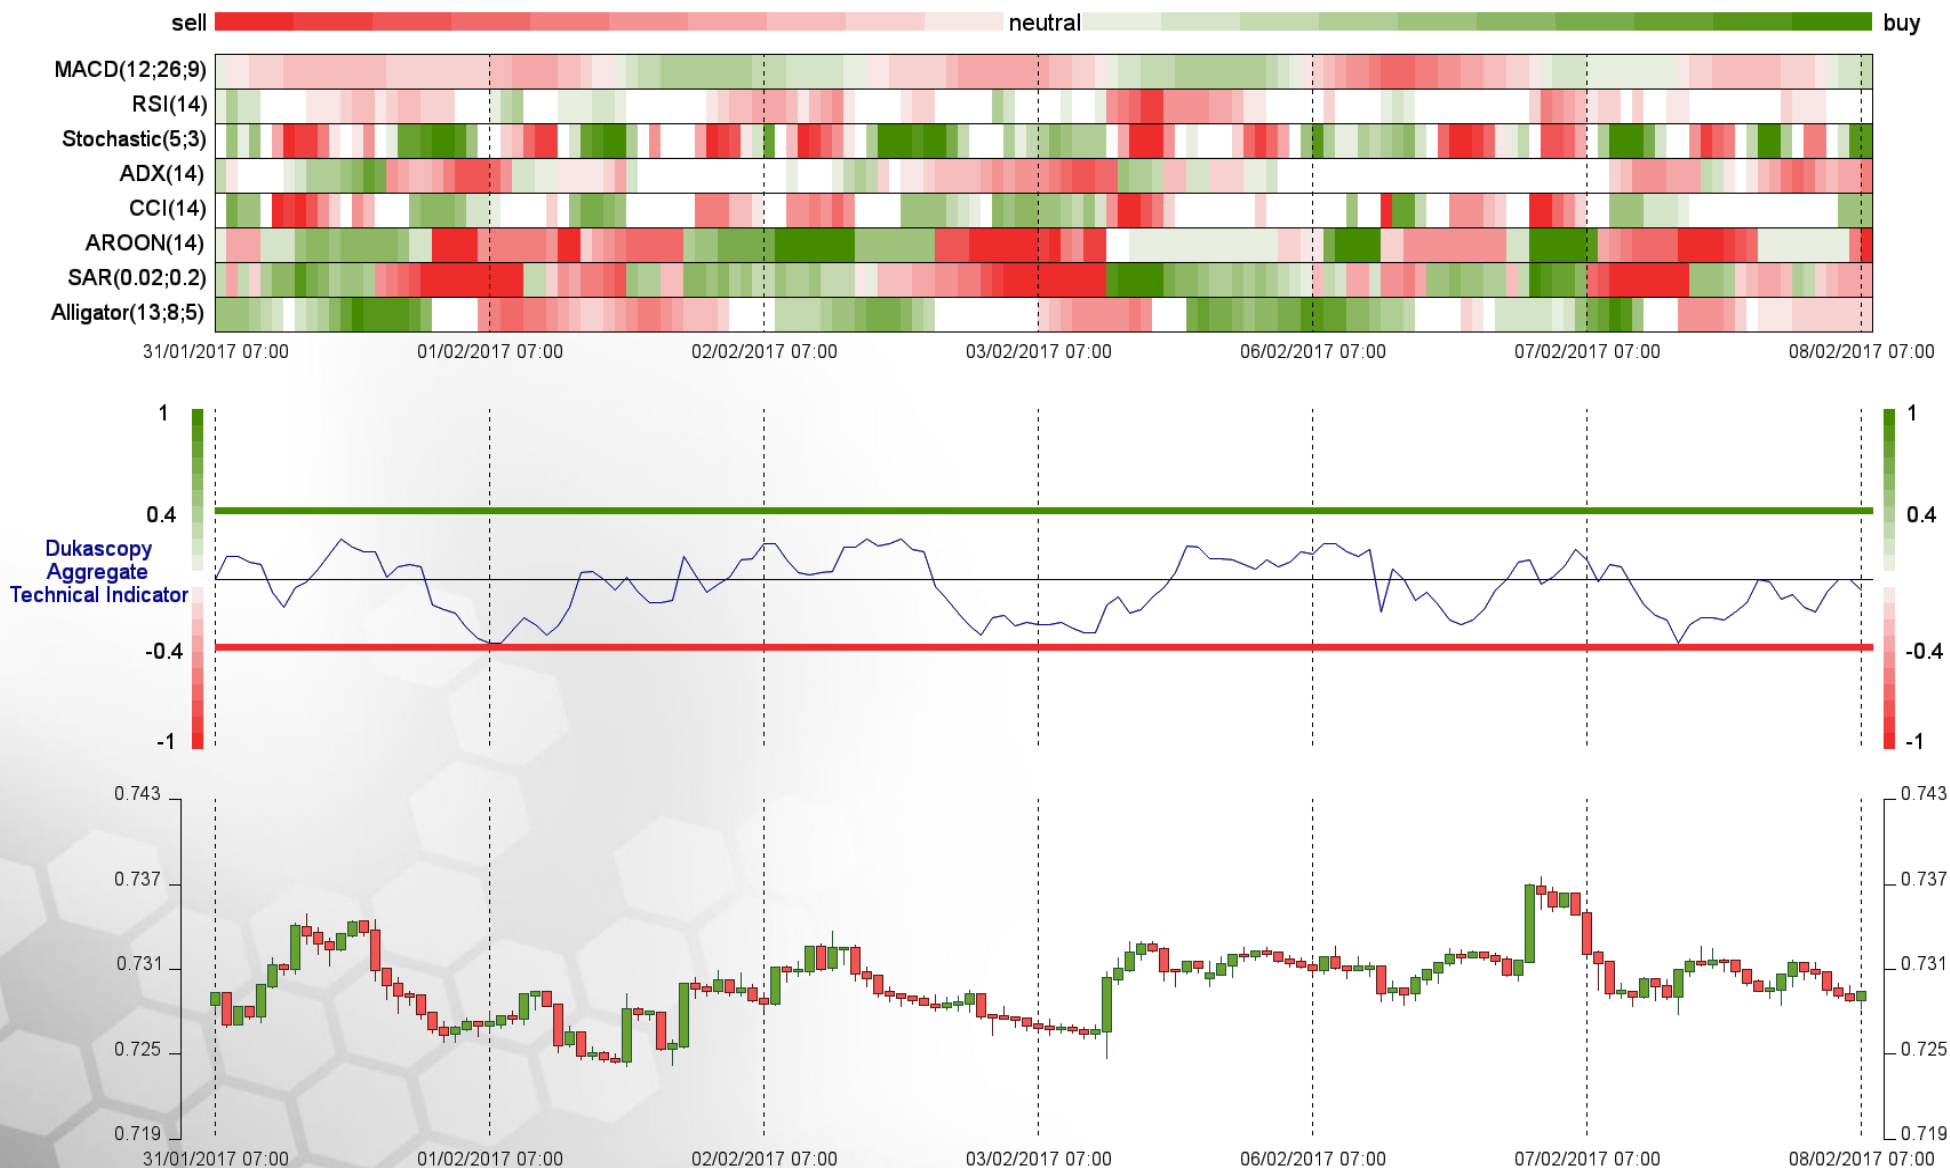 sell neutral buy
MACD(12;26;9)
RSI(14)
Stochastic(5;3)
ADX(14)
CCI(14)
AROON(14)
SAR(0.02;0.2)
Alligator(13;8;5)
31/01/2017 07:00 01/02/2017 07:00 02/02/2017 07:00 03/02/2017 07:00 06/02/2017 07:00 07/02/2017 07:00 08/02/2017 07:00
1 1
0.4 0.4
Dukascopy
Aggregate
Technical Indicator
-0.4 -0.4
-1 -1
0.743 0.743
0.737 0.737
0.731 0.731
0.725 0.725
0.719 0.719
31/01/2017 07:00 01/02/2017 07:00 02/02/2017 07:00 03/02/2017 07:00 06/02/2017 07:00 07/02/2017 07:00 08/02/2017 07:00